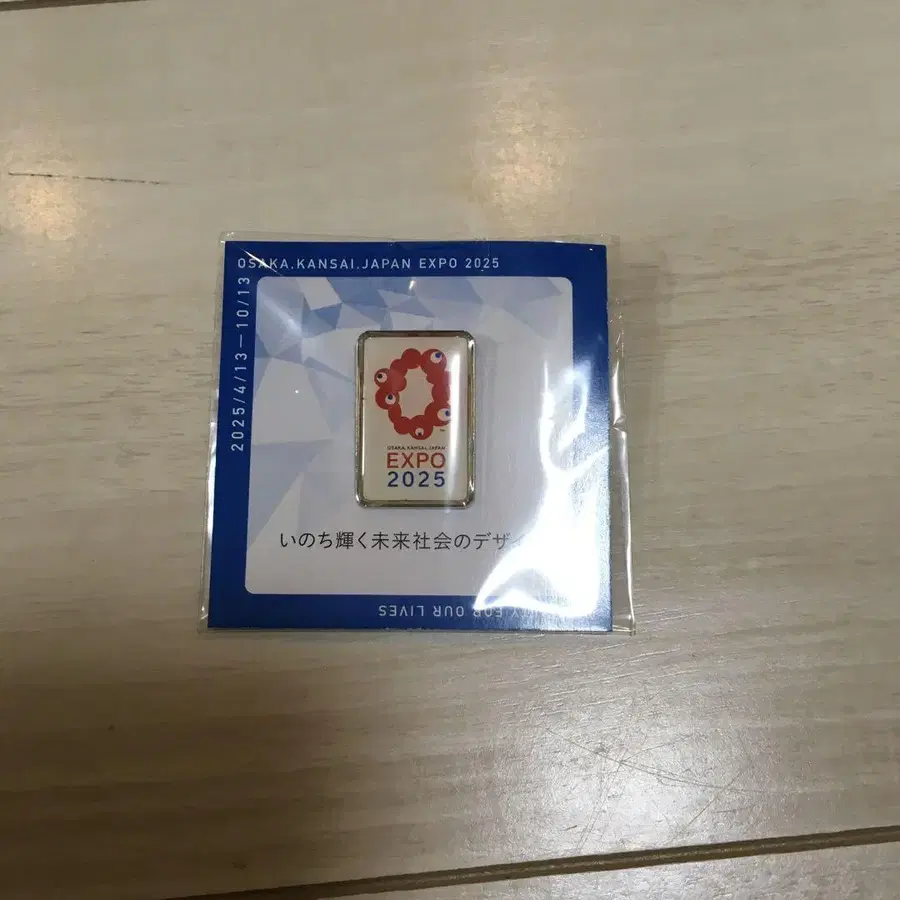 OSAKA,KANSAI,JAPAN EXPO 2025
2025/4/13—10/13
OSAKA, KANSAI, JAPAN
EXPO
2025
いのち輝く未来社会のデザ
FOR OUR LIVES